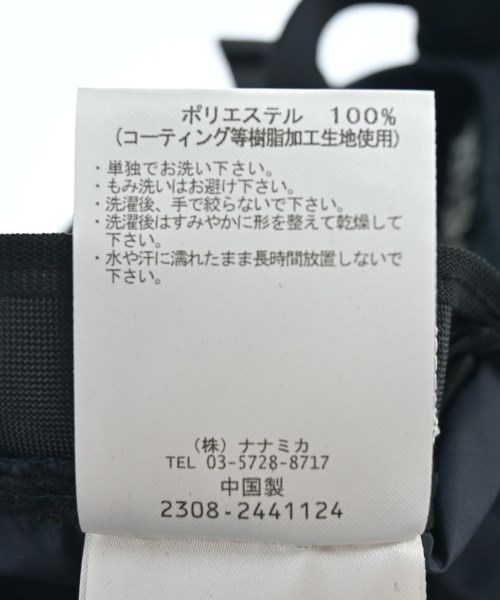 ポリエステル 100%
(コーティング等樹脂加工生地使用)
・単独でお洗い下さい。
・もみ洗いはお避け下さい。
・洗濯後、手で絞らないで下さい。
・洗濯後はすみやかに形を整えて乾燥して
下さい。
・水や汗に濡れたまま長時間放置しないで
下さい。
(株)ナナミカ
TEL 03-5728-8717
中国製
2308-2441124